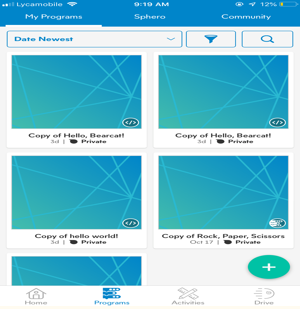 Lycamobile 9:19 AM 12%
My Programs Sphero Community
Date Newest
</> </>
Copy of Hello, Bearcat! Copy of Hello, Bearcat!
3d | Private 3d | Private
</>
Copy of hello world! Copy of Rock, Paper, Scissors
3d | Private Oct 17 | Private
+
Home Programs Activities Drive